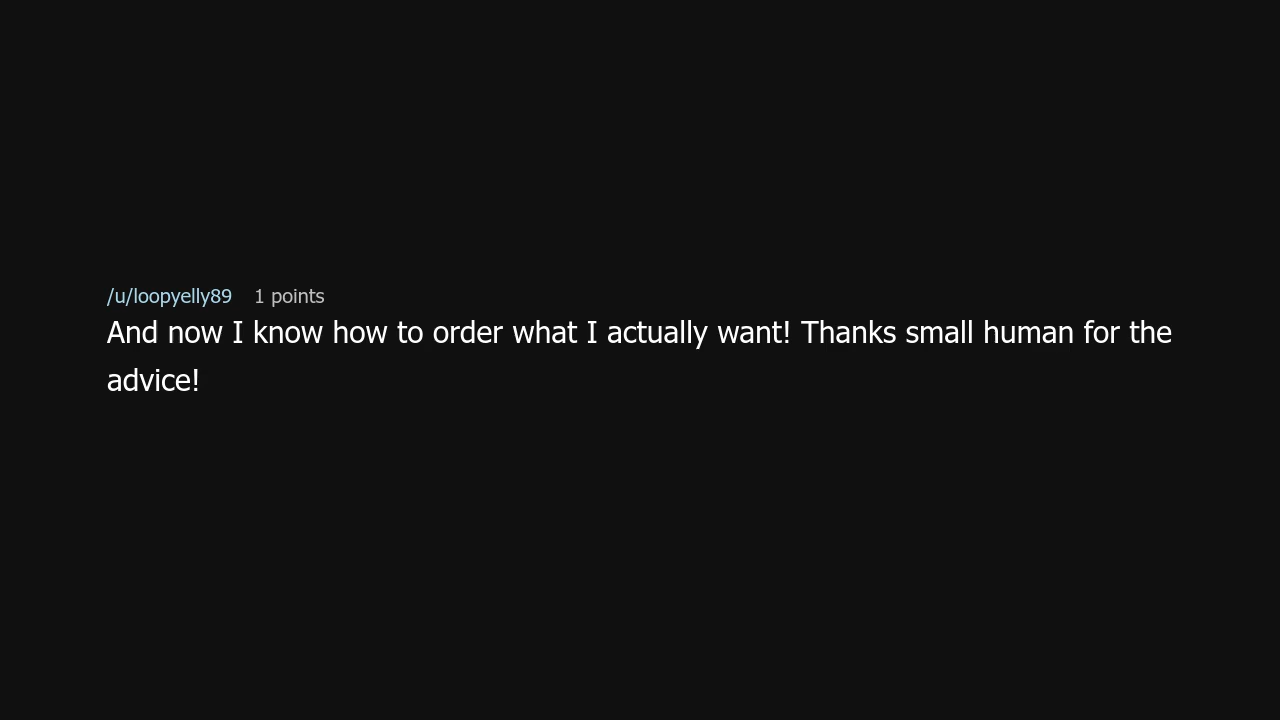 /u/loopyelly89 1 points
And now I know how to order what I actually want! Thanks small human for the
advice!